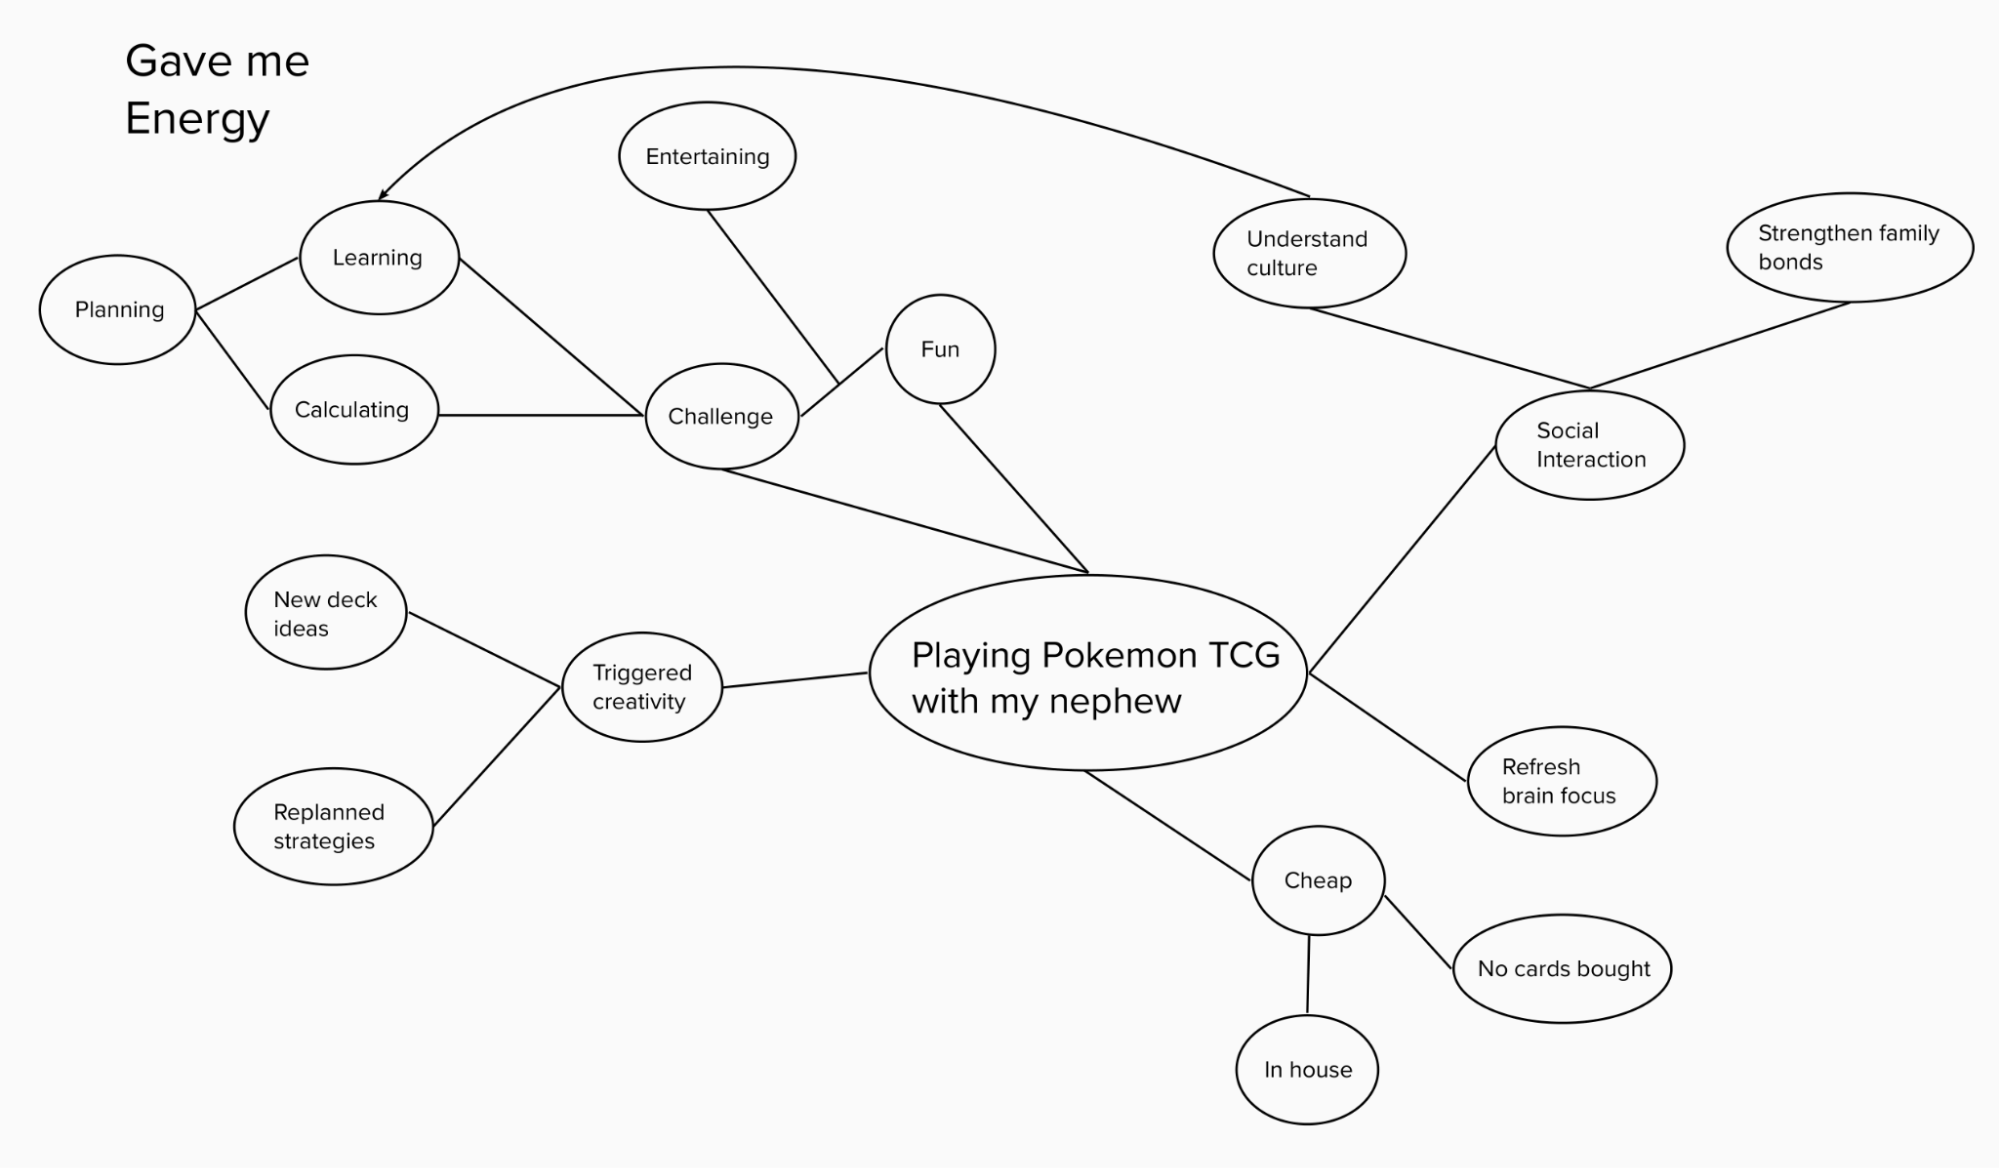 Gave me
Energy
Entertaining
Learning
Understand
culture
Strengthen family
bonds
Planning
Fun
Calculating
Challenge
Social
Interaction
New deck
ideas
Triggered
creativity
Playing Pokemon TCG
with my nephew
Replanned
strategies
Refresh
brain focus
Cheap
No cards bought
In house